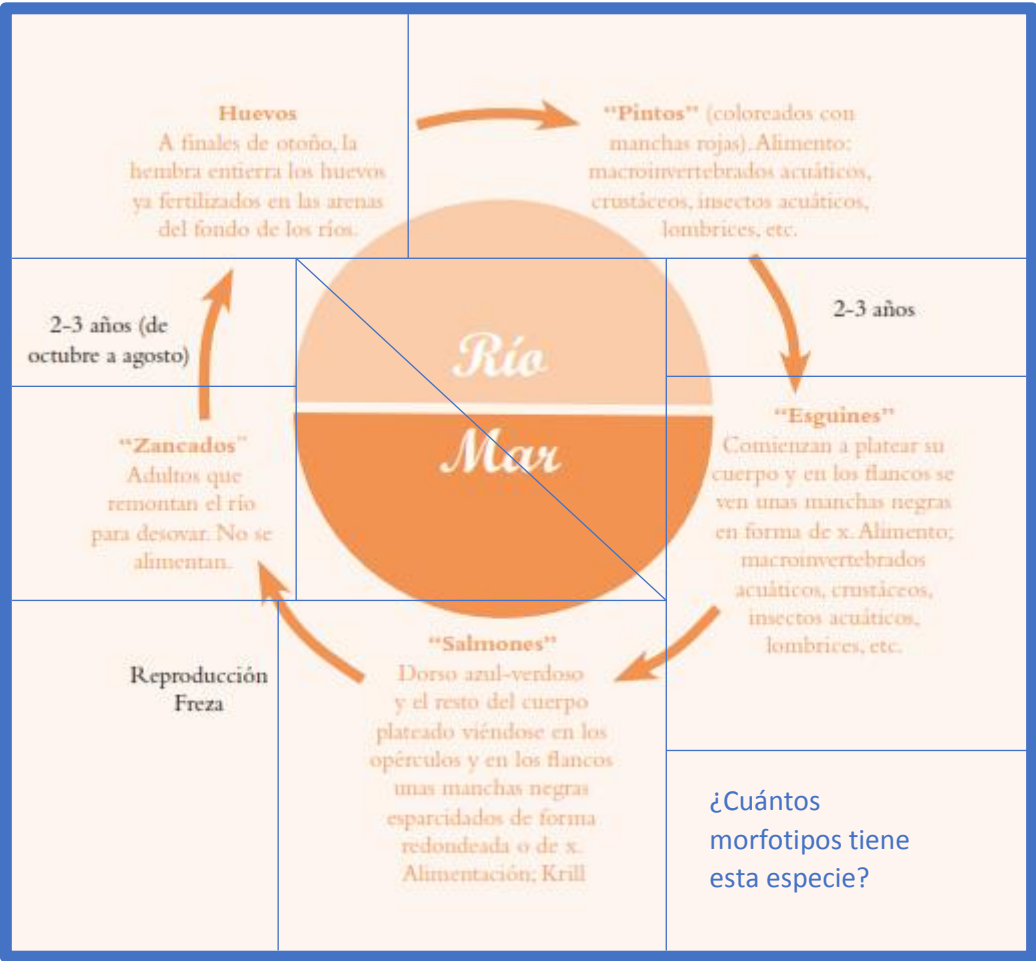 Huevos
A finales de otoño, la
hembra entierra los huevos
ya fertilizados en las arenas
del fondo de los ríos.
“Pintos” (coloreados con
manchas rojas). Alimento:
macroinvertebrados acuáticos,
crustáceos, insectos acuáticos,
lombrices, etc.
2-3 años (de
octubre a agosto)
Río
Mar
2-3 años
“Zancados”
Adultos que
remontan el río
para desovar. No se
alimentan.
“Esguines”
Comienzan a platear su
cuerpo y en los flancos se
ven unas manchas negras
en forma de x. Alimento;
macroinvertebrados
acuáticos, crustáceos,
insectos acuáticos,
lombrices, etc.
Reproducción
Freza
“Salmones”
Dorso azul-verdoso
y el resto del cuerpo
plateado viéndose en los
opérculos y en los flancos
unas manchas negras
esparcidados de forma
redondeada o de x.
Alimentación; Krill
¿Cuántos
morfotipos tiene
esta especie?